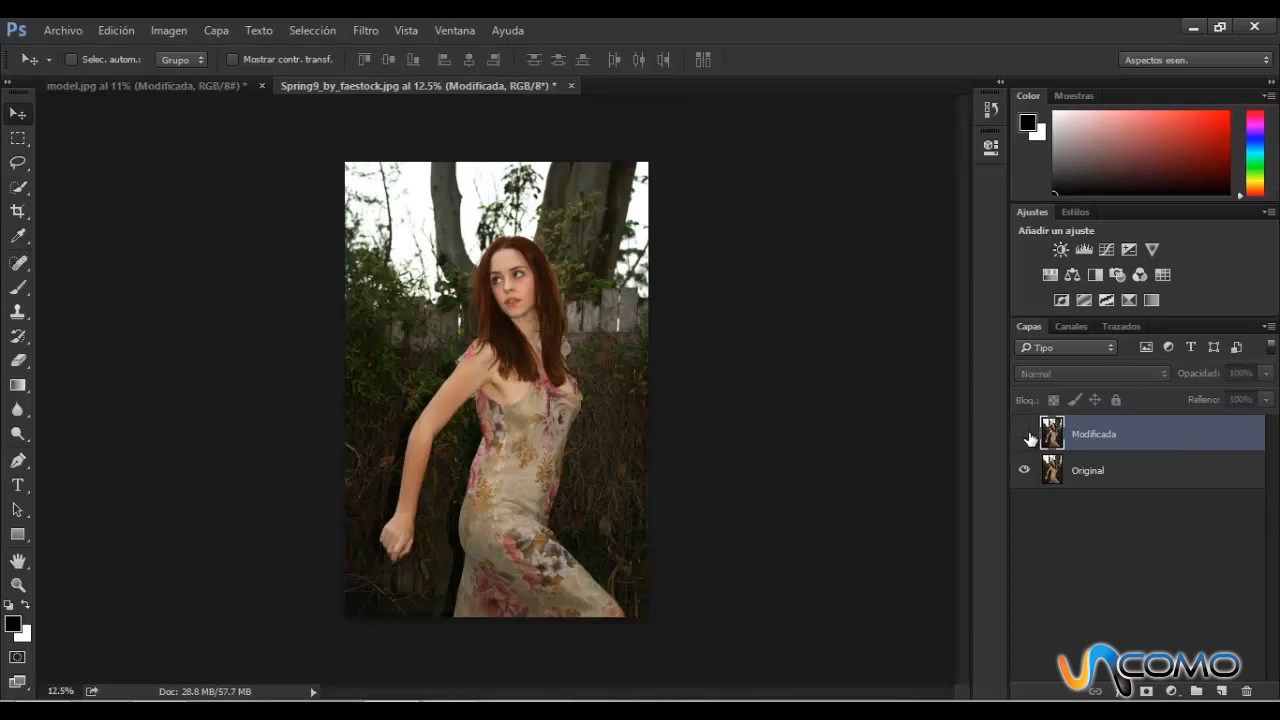 Ps Archivo Edición Imagen Capa Texto Selección Filtro Vista Ventana Ayuda
Selec. autom.: Grupo Mostrar contr. transf. Aspectos esen.
model.jpg al 11% (Modificada, RGB/8#) * Spring9_by_faestock.jpg al 12.5% (Modificada, RGB/8*) *
Color Muestras
Ajustes Estilos
Añadir un ajuste
Capas Canales Trazados
Tipo
Normal Opacidad: 100%
Bloq.: Relleno: 100%
Modificada
Original
UNCOMO
12.5% Doc: 28.8 MB/57.7 MB